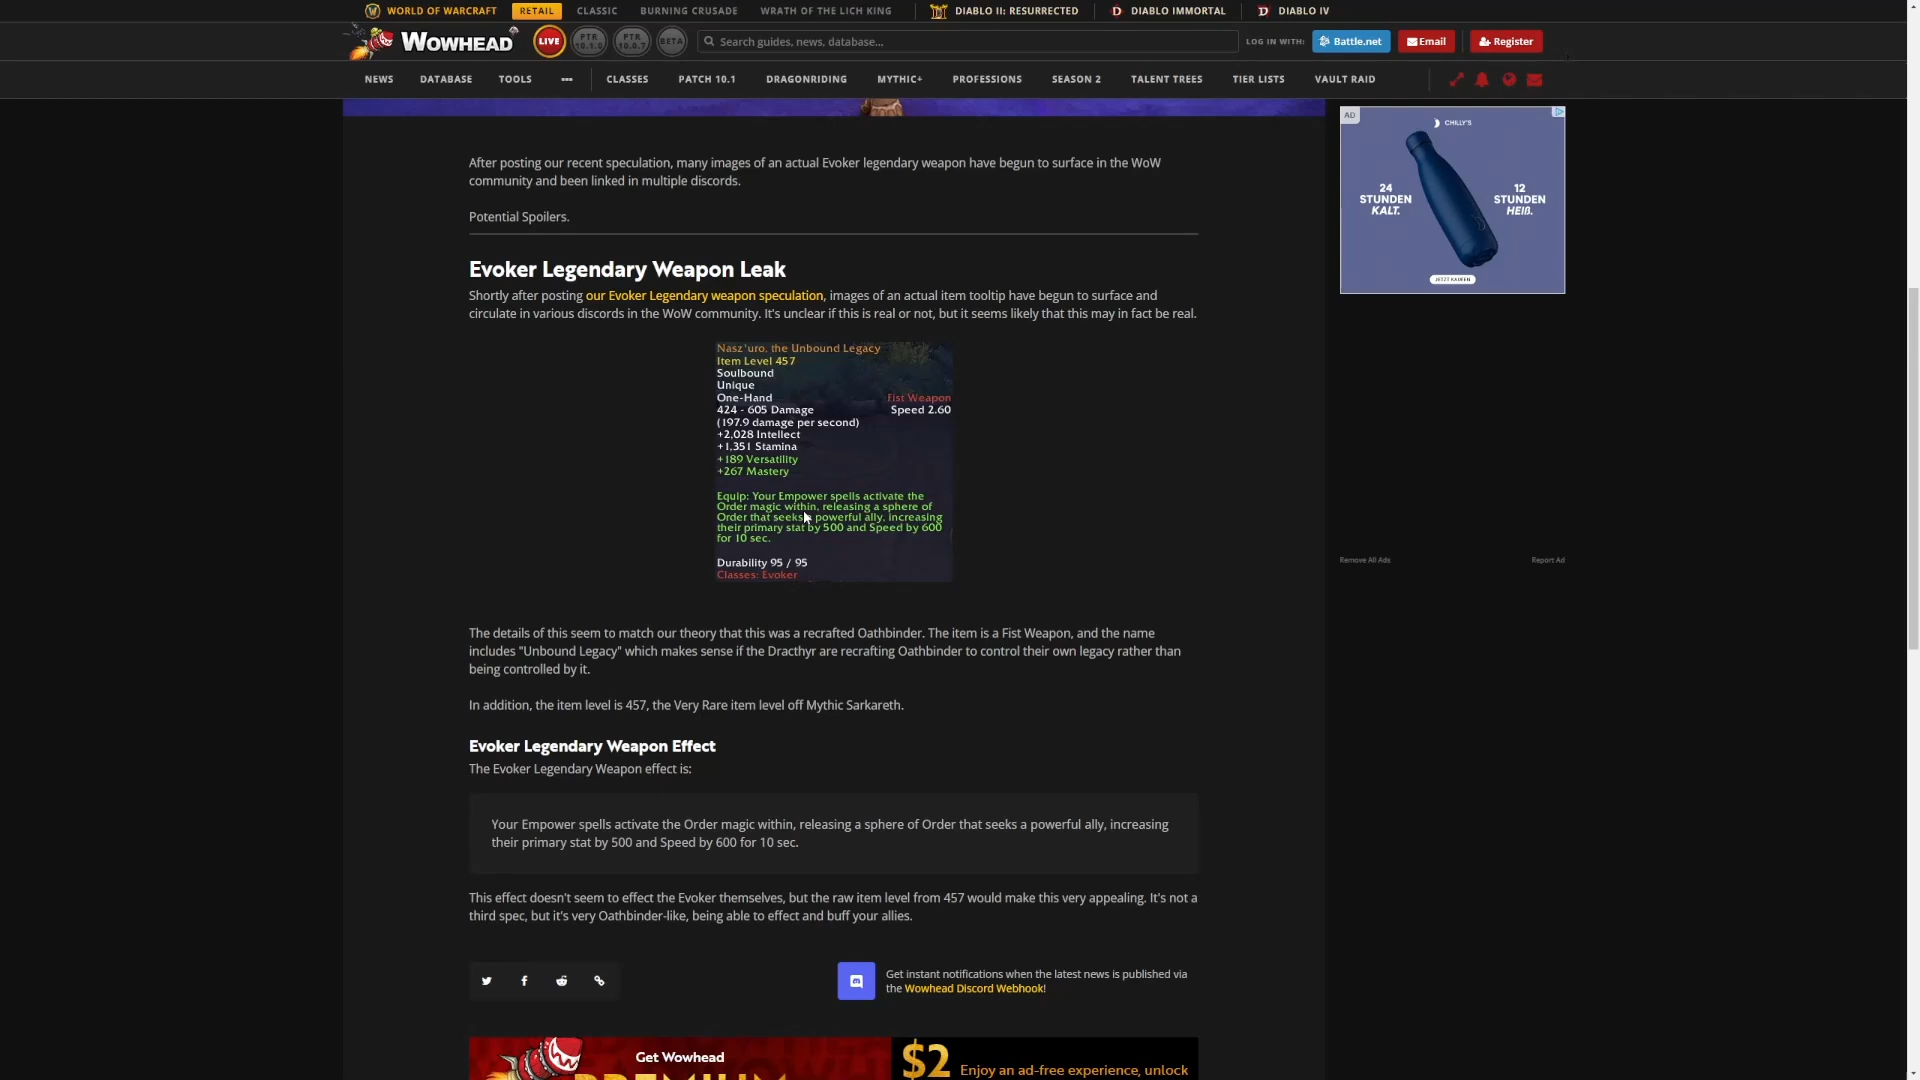 WORLD OF WARCRAFT RETAIL CLASSIC BURNING CRUSADE WRATH OF THE LICH KING DIABLO II: RESURRECTED DIABLO IMMORTAL DIABLO IV
WOWHEAD LIVE PTR 10.1.0 PTR 10.0.7 BETA Search guides, news, database... LOG IN WITH: Battle.net Email Register
NEWS DATABASE TOOLS ••• CLASSES PATCH 10.1 DRAGONRIDING MYTHIC+ PROFESSIONS SEASON 2 TALENT TREES TIER LISTS VAULT RAID
AD
CHILLY'S
24 STUNDEN KALT.
12 STUNDEN HEIß.
JETZT KAUFEN
Remove All Ads Report Ad
After posting our recent speculation, many images of an actual Evoker legendary weapon have begun to surface in the WoW
community and been linked in multiple discords.
Potential Spoilers.
Evoker Legendary Weapon Leak
Shortly after posting our Evoker Legendary weapon speculation, images of an actual item tooltip have begun to surface and
circulate in various discords in the WoW community. It's unclear if this is real or not, but it seems likely that this may in fact be real.
Nasz'uro, the Unbound Legacy
Item Level 457
Soulbound
Unique
One-Hand Fist Weapon
424 - 605 Damage Speed 2.60
(197.9 damage per second)
+2,028 Intellect
+1,351 Stamina
+189 Versatility
+267 Mastery
Equip: Your Empower spells activate the
Order magic within, releasing a sphere of
Order that seeks a powerful ally, increasing
their primary stat by 500 and Speed by 600
for 10 sec.
Durability 95 / 95
Classes: Evoker
The details of this seem to match our theory that this was a recrafted Oathbinder. The item is a Fist Weapon, and the name
includes "Unbound Legacy" which makes sense if the Dracthyr are recrafting Oathbinder to control their own legacy rather than
being controlled by it.
In addition, the item level is 457, the Very Rare item level off Mythic Sarkareth.
Evoker Legendary Weapon Effect
The Evoker Legendary Weapon effect is:
Your Empower spells activate the Order magic within, releasing a sphere of Order that seeks a powerful ally, increasing
their primary stat by 500 and Speed by 600 for 10 sec.
This effect doesn't seem to effect the Evoker themselves, but the raw item level from 457 would make this very appealing. It's not a
third spec, but it's very Oathbinder-like, being able to effect and buff your allies.
Get instant notifications when the latest news is published via
the Wowhead Discord Webhook!
Get Wowhead
PREMIUM
$2 Enjoy an ad-free experience, unlock